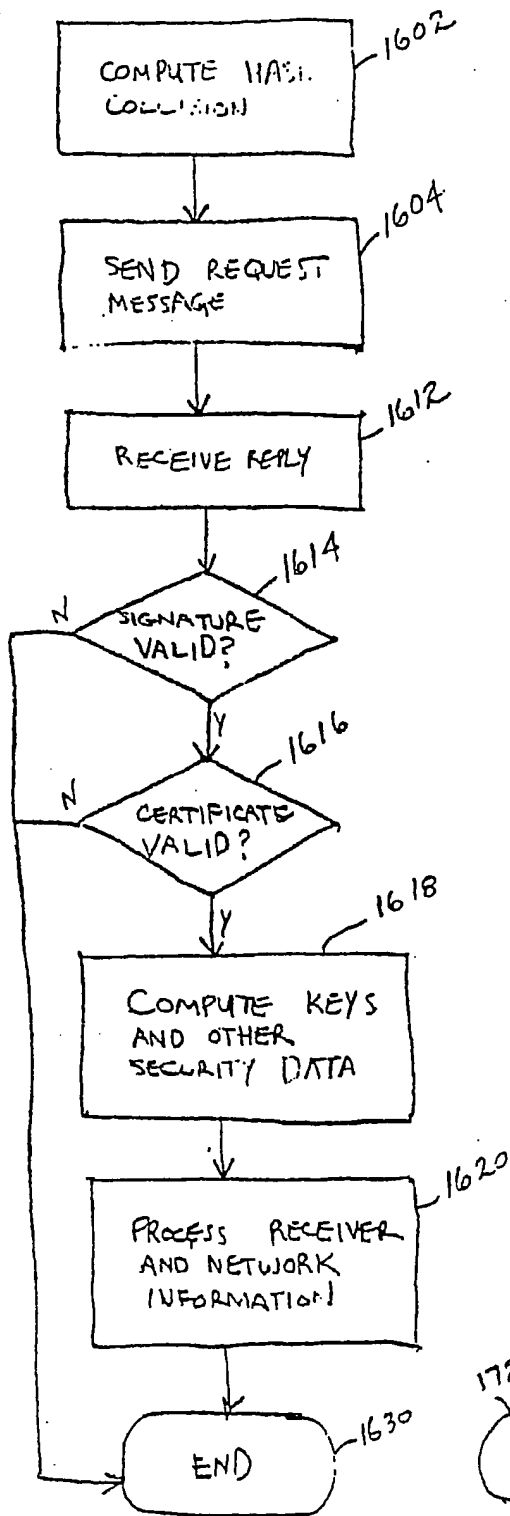 1602
COMPUTE HASH
COLLISION
1604
SEND REQUEST
MESSAGE
1612
RECEIVE REPLY
1614
N
SIGNATURE
VALID?
Y
1616
N
CERTIFICATE
VALID?
Y
1618
COMPUTE KEYS
AND OTHER
SECURITY DATA
1620
PROCESS RECEIVER
AND NETWORK
INFORMATION
1630
END